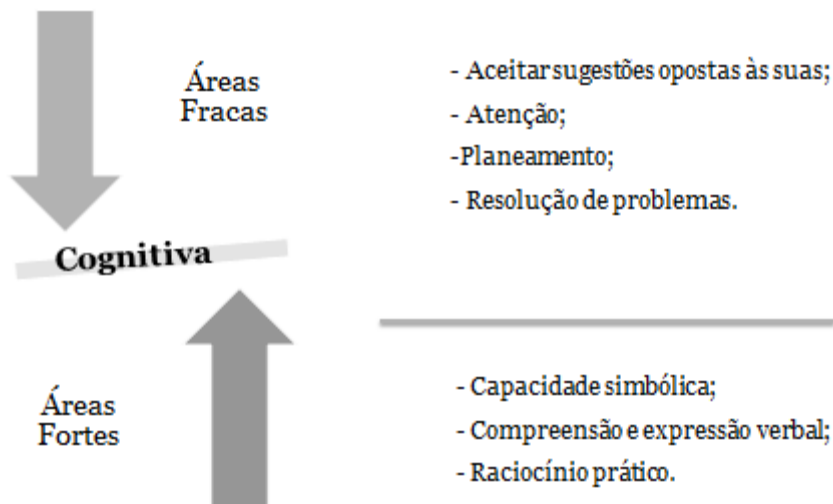 Áreas
Fracas
- Aceitar sugestões opostas às suas;
- Atenção;
-Planeamento;
- Resolução de problemas.
Cognitiva
Áreas
Fortes
- Capacidade simbólica;
- Compreensão e expressão verbal;
- Raciocínio prático.